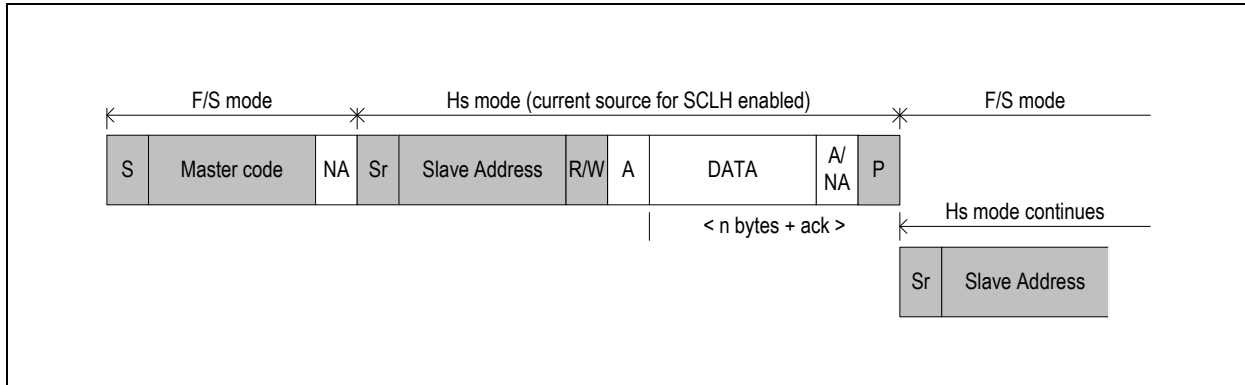 F/S mode
Hs mode (current source for SCLH enabled)
F/S mode
S
Master code
NA
Sr
Slave Address
R/W
A
DATA
A/
NA
P
< n bytes + ack >
Hs mode continues
Sr
Slave Address